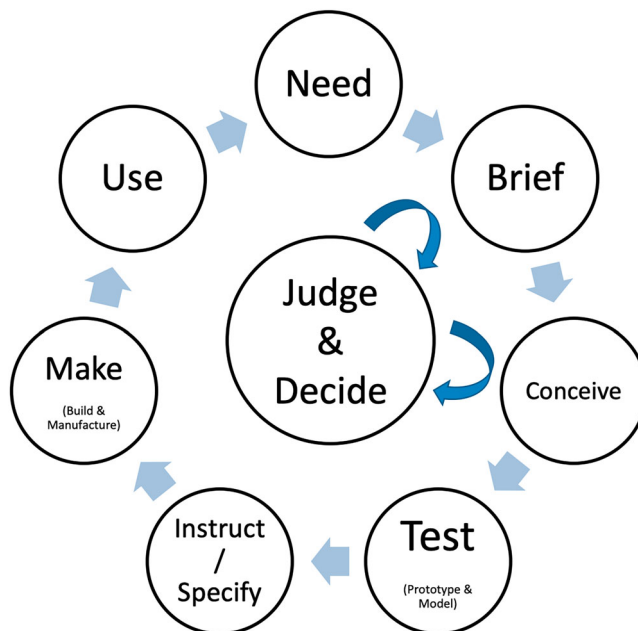 Need
Brief
Conceive
Test
(Prototype &
Model)
Instruct
/
Specify
Make
(Build &
Manufacture)
Use
Judge
&
Decide